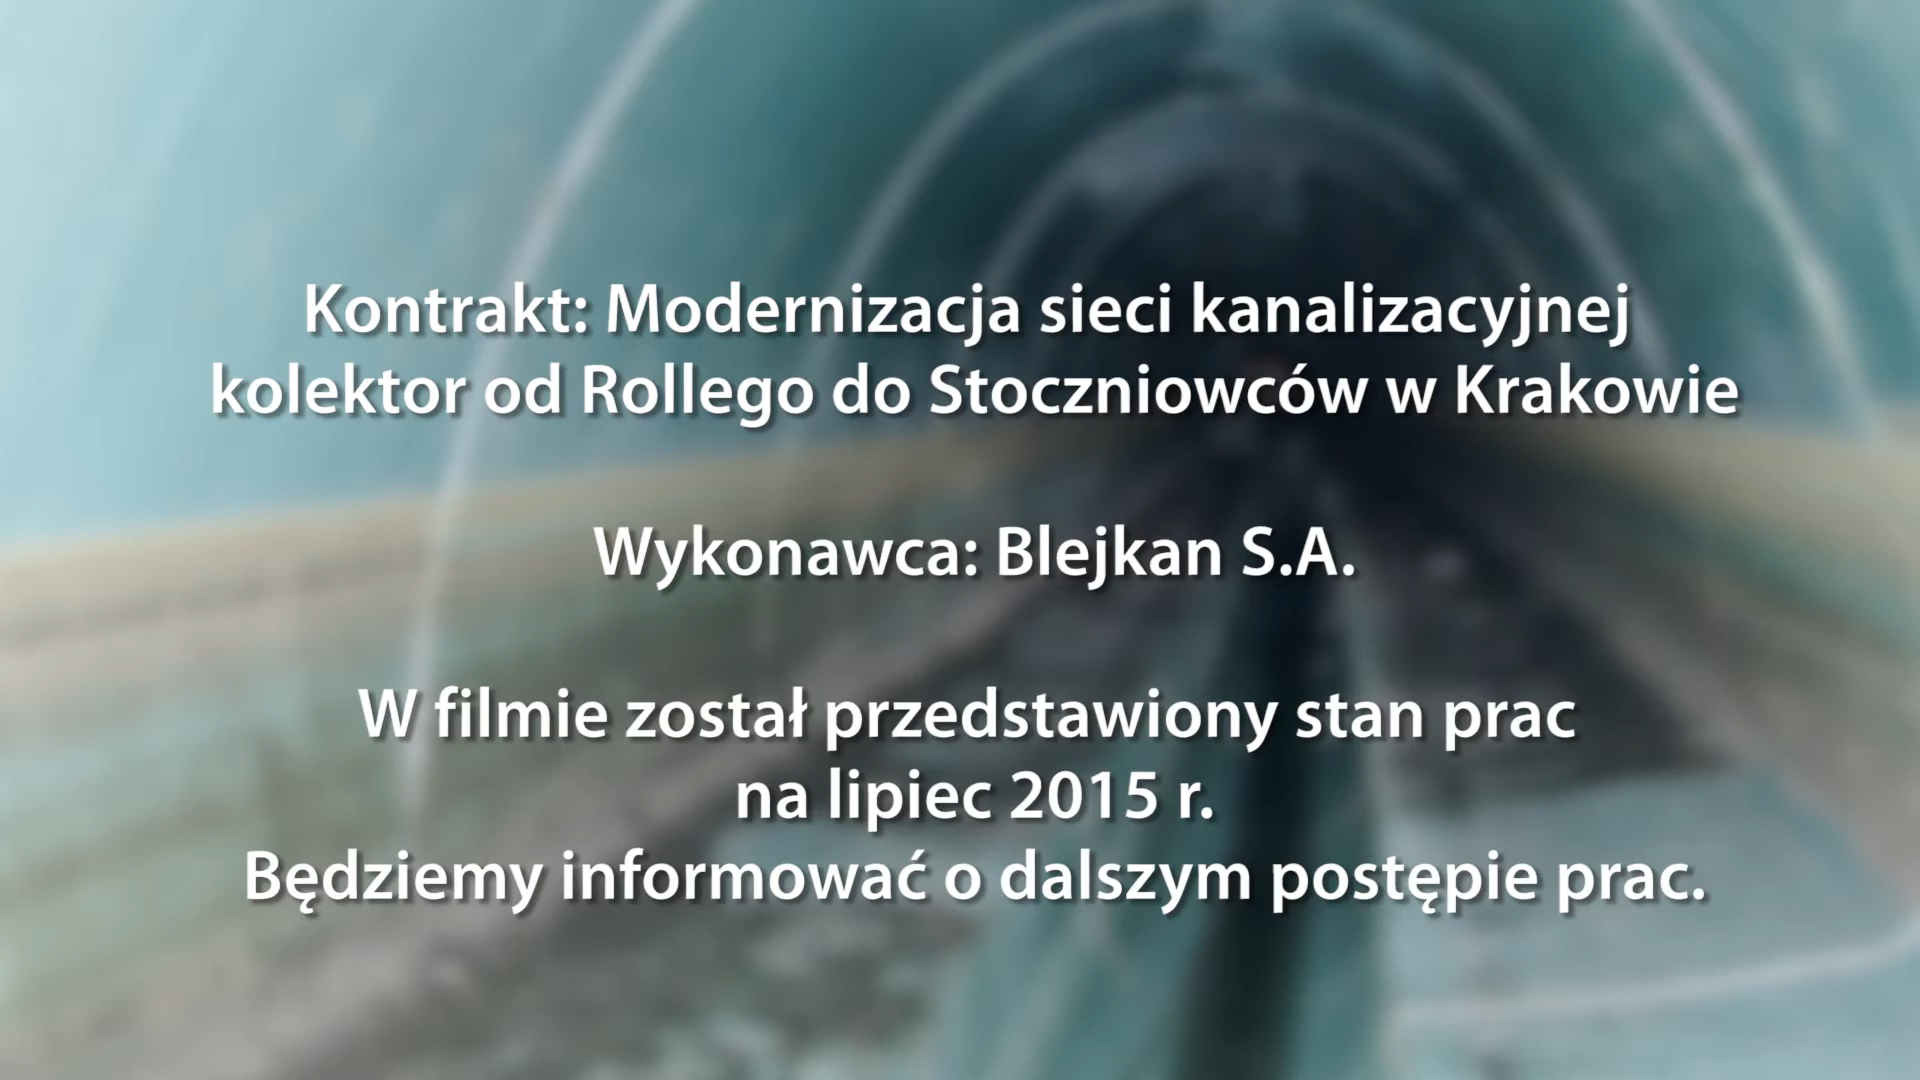 Kontrakt: Modernizacja sieci kanalizacyjnej
kolektor od Rollego do Stoczniowców w Krakowie
Wykonawca: Blejkan S.A.
W filmie został przedstawiony stan prac
na lipiec 2015 r.
Będziemy informować o dalszym postępie prac.